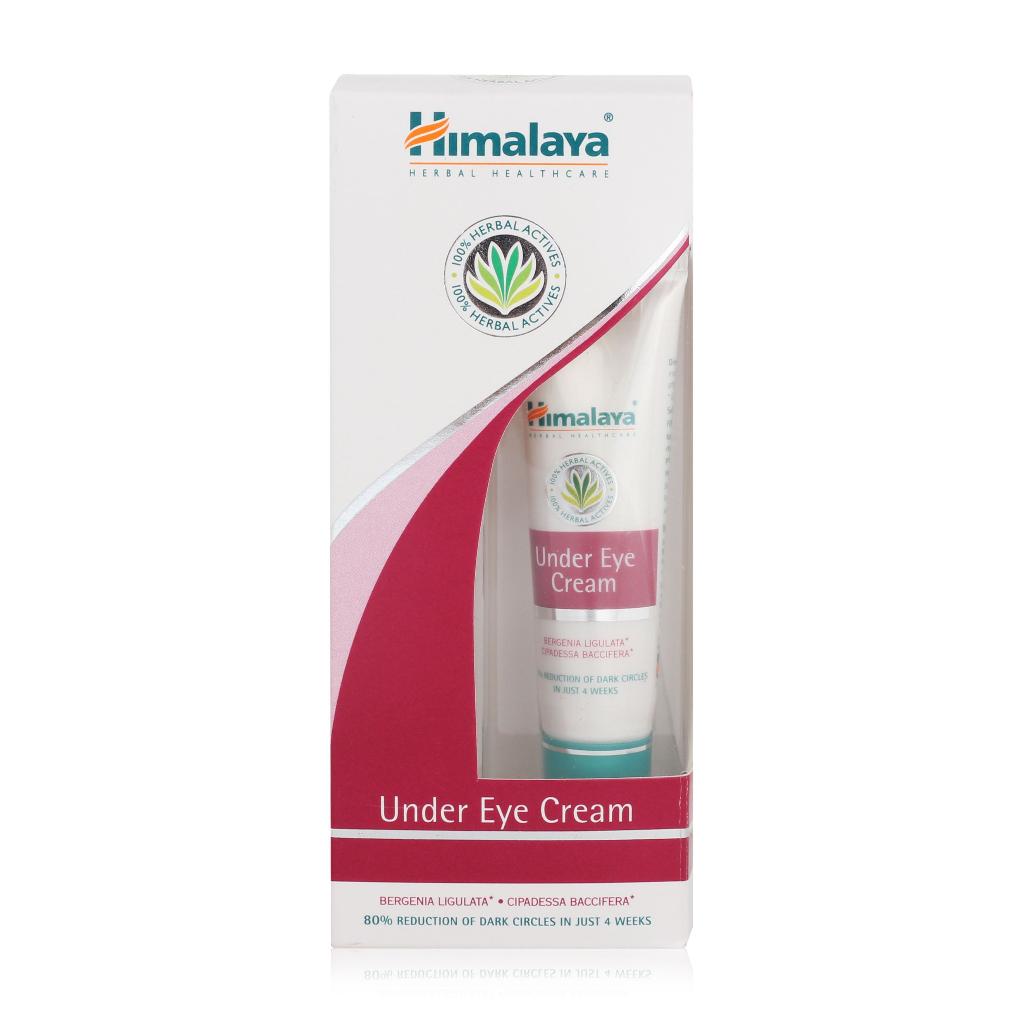 Himalaya®
HERBAL HEALTHCARE
100% HERBAL ACTIVES
100% HERBAL ACTIVES
Himalaya
HERBAL HEALTHCARE
100% HERBAL ACTIVES
100% HERBAL ACTIVES
Under Eye
Cream
BERGENIA LIGULATA*
CIPADESSA BACCIFERA*
% REDUCTION OF DARK CIRCLES
IN JUST 4 WEEKS
Under Eye Cream
BERGENIA LIGULATA* • CIPADESSA BACCIFERA*
80% REDUCTION OF DARK CIRCLES IN JUST 4 WEEKS